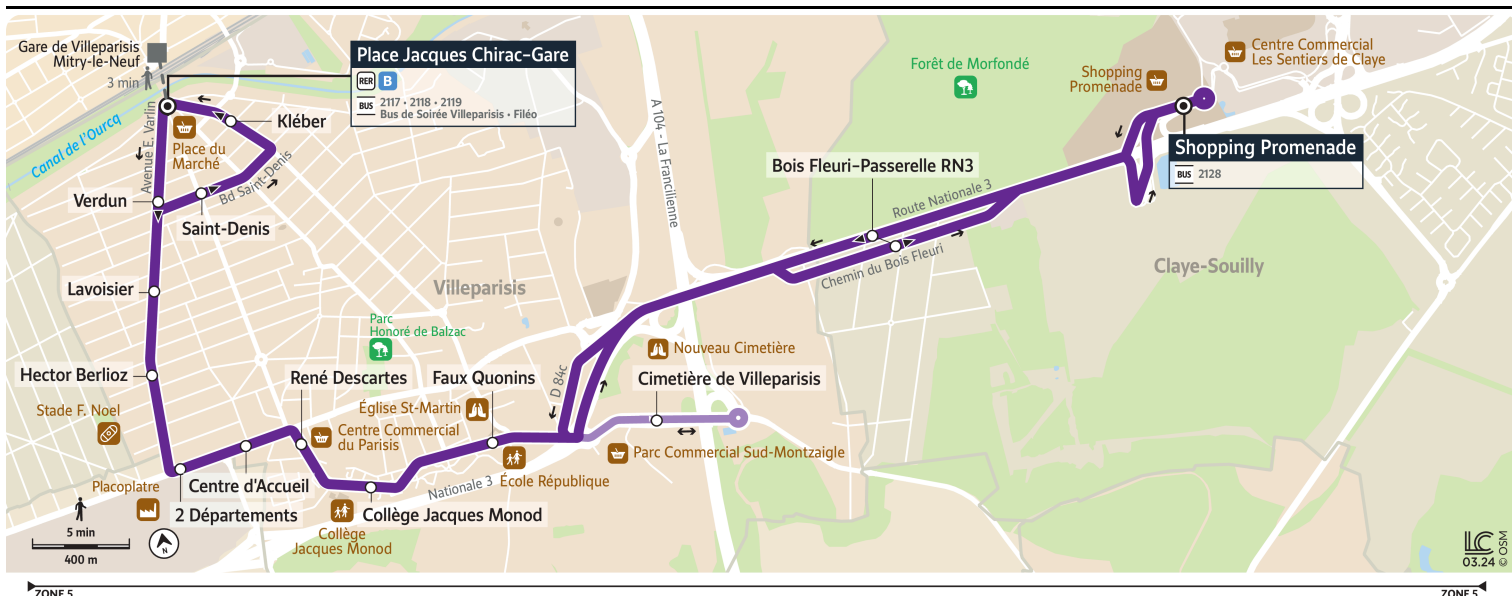 Gare de Villeparisis
Mitry-le-Neuf
3 min
Place Jacques Chirac-Gare
RER B
BUS 2117 • 2118 • 2119
Bus de Soirée Villeparisis • Filéo
Canal de l'Ourcq
Avenue E. Varlin
Place du
Marché
Kléber
Bd Saint-Denis
Verdun
Saint-Denis
Lavoisier
Hector Berlioz
Stade F. Noel
Placoplatre
5 min
400 m
N
Villeparisis
Parc
Honoré de Balzac
René Descartes
Faux Quonins
Église St-Martin
Centre Commercial
du Parisis
Centre d'Accueil
2 Départements
Collège Jacques Monod
Collège
Jacques Monod
Nationale 3
École République
D 84c
A 104 - La Francilienne
Nouveau Cimetière
Cimetière de Villeparisis
Parc Commercial Sud-Montzaigle
Bois Fleuri-Passerelle RN3
Route Nationale 3
Chemin du Bois Fleuri
Forêt de Morfondé
Shopping
Promenade
Centre Commercial
Les Sentiers de Claye
Shopping Promenade
BUS 2128
Claye-Souilly
LC
03.24
© OSM
ZONE 5
ZONE 5